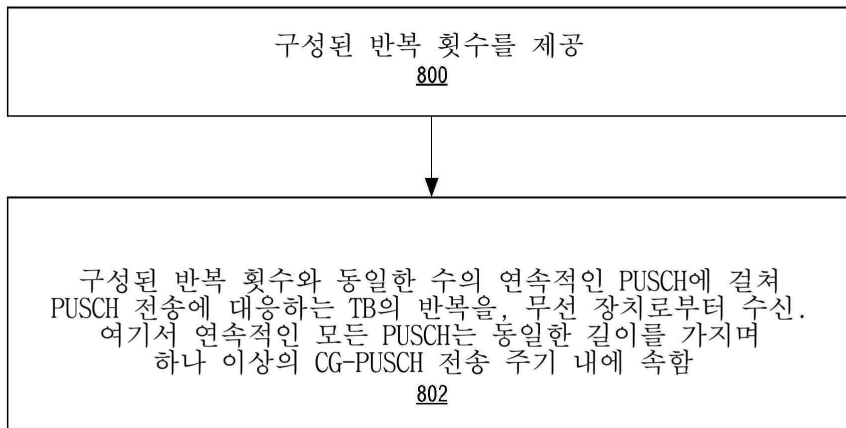 구성된 반복 횟수를 제공
800
구성된 반복 횟수와 동일한 수의 연속적인 PUSCH에 걸쳐
PUSCH 전송에 대응하는 TB의 반복을, 무선 장치로부터 수신.
여기서 연속적인 모든 PUSCH는 동일한 길이를 가지며
하나 이상의 CG-PUSCH 전송 주기 내에 속함
802